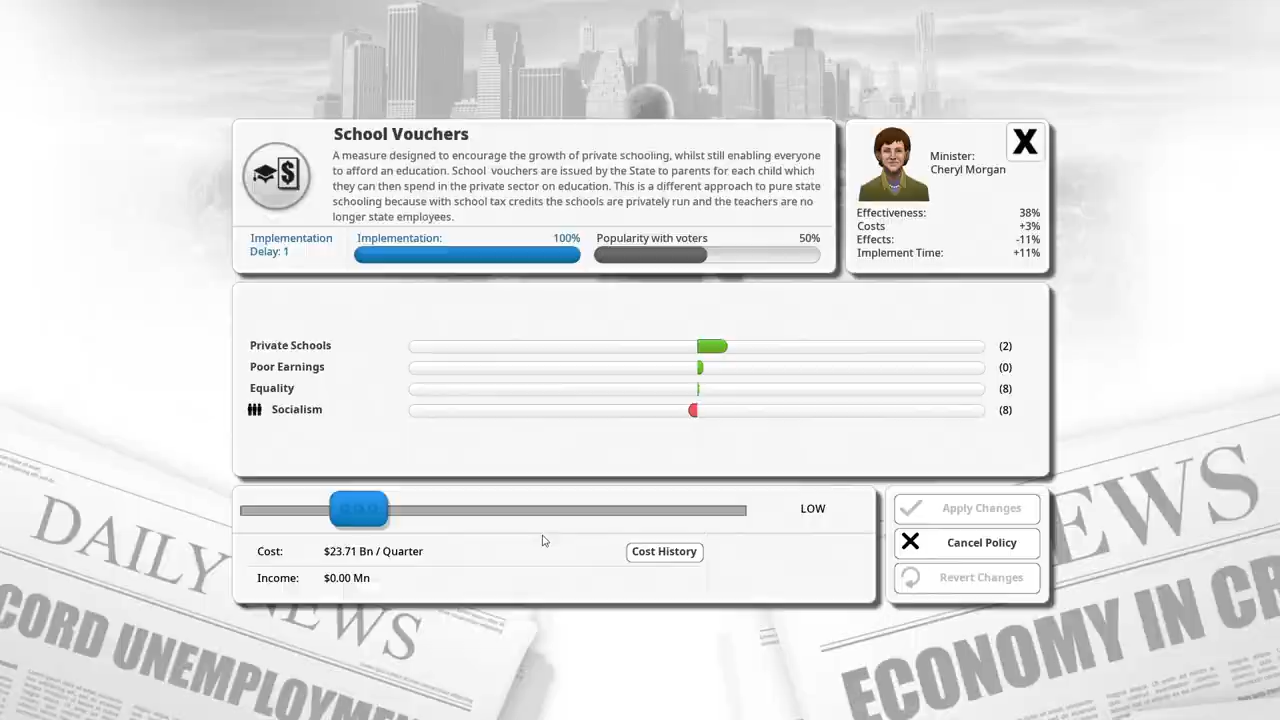 School Vouchers
A measure designed to encourage the growth of private schooling, whilst still enabling everyone
to afford an education. School vouchers are issued by the State to parents for each child which
they can then spend in the private sector on education. This is a different approach to pure state
schooling because with school tax credits the schools are privately run and the teachers are no
longer state employees.
Implementation
Delay: 1
Implementation: 100%
Popularity with voters 50%
X
Minister:
Cheryl Morgan
Effectiveness: 38%
Costs +3%
Effects: -11%
Implement Time: +11%
Private Schools (2)
Poor Earnings (0)
Equality (8)
Socialism (8)
LOW
Cost: $23.71 Bn / Quarter
Cost History
Income: $0.00 Mn
Apply Changes
Cancel Policy
Revert Changes
DAILY NEWS
CORD UNEMPLOYME
NEWS
ECONOMY IN CR